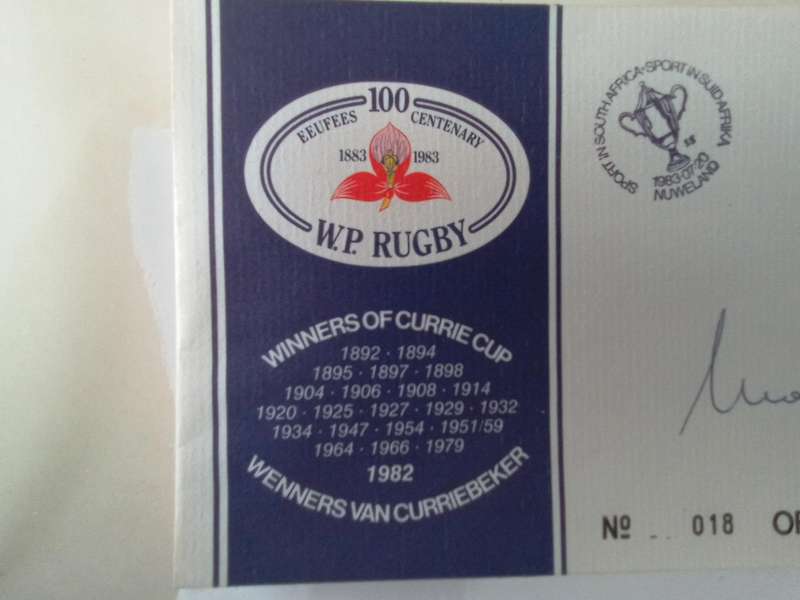 100
EEUFEES CENTENARY
1883 1983
W.P. RUGBY
WINNERS OF CURRIE CUP
1892 · 1894
1895 · 1897 · 1898
1904 · 1906 · 1908 · 1914
1920 · 1925 · 1927 · 1929 · 1932
1934 · 1947 · 1954 · 1951/59
1964 · 1966 · 1979
1982
WENNERS VAN CURRIEBEKER
SPORT IN SOUTH AFRICA · SPORT IN SUID-AFRIKA
1983·07·20
NUWELAND
No 018